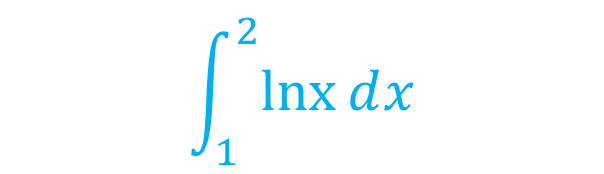 ∫₁² lnx dx